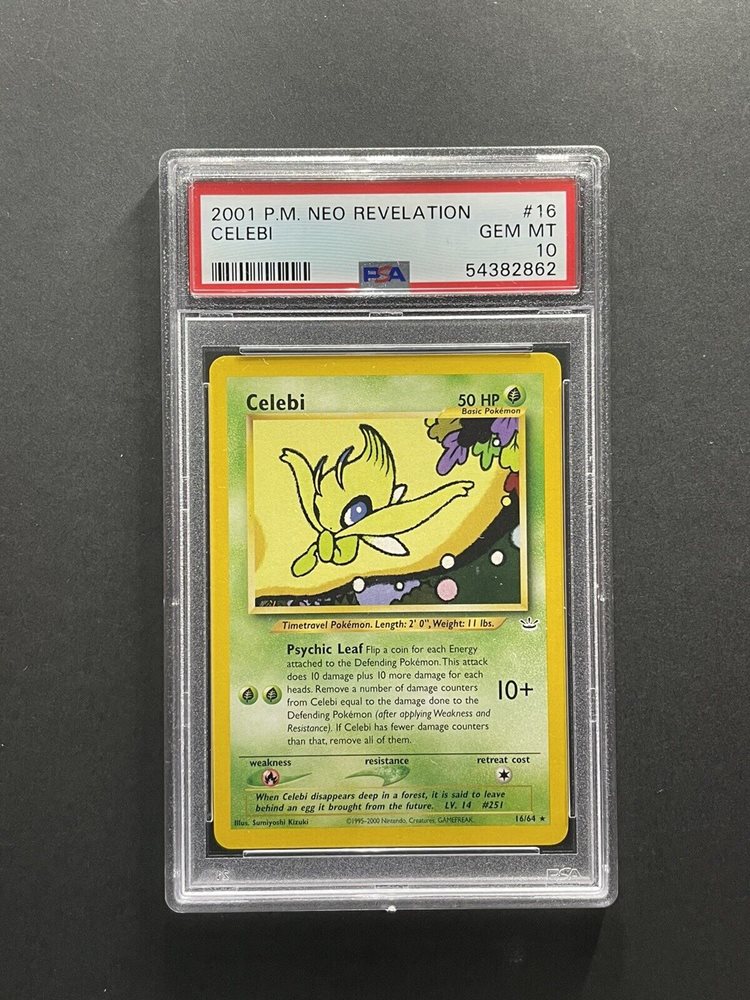 2001 P.M. NEO REVELATION #16
CELEBI GEM MT
10
PSA 54382862
Celebi 50 HP
Basic Pokémon
Timetravel Pokémon. Length: 2' 0", Weight: 11 lbs.
Psychic Leaf Flip a coin for each Energy
attached to the Defending Pokémon. This attack
does 10 damage plus 10 more damage for each
heads. Remove a number of damage counters
from Celebi equal to the damage done to the
Defending Pokémon (after applying Weakness and
Resistance). If Celebi has fewer damage counters
than that, remove all of them.
10+
weakness resistance retreat cost
When Celebi disappears deep in a forest, it is said to leave
behind an egg it brought from the future. LV. 14 #251
Illus. Sumiyoshi Kizuki ©1995-2000 Nintendo, Creatures, GAMEFREAK. 16/64 ★
PSA